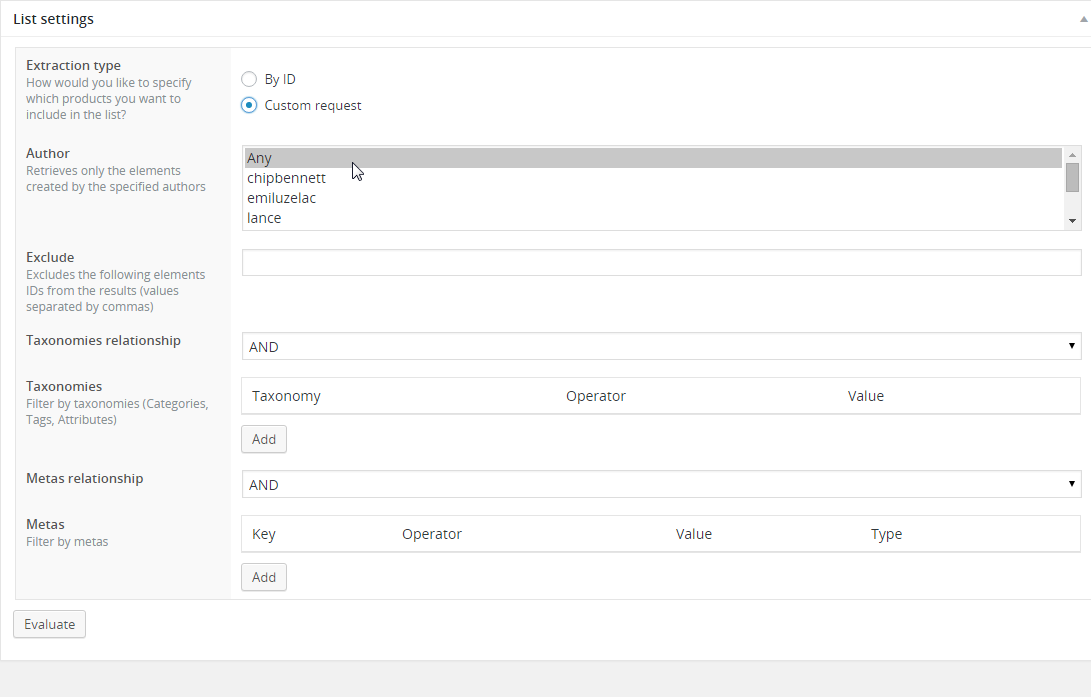 List settings
Extraction type
How would you like to specify
which products you want to
include in the list?
By ID
Custom request
Author
Retrieves only the elements
created by the specified authors
Any
chipbennett
emiluzelac
lance
Exclude
Excludes the following elements
IDs from the results (values
separated by commas)
Taxonomies relationship
AND
Taxonomies
Filter by taxonomies (Categories,
Tags, Attributes)
Taxonomy Operator Value
Add
Metas relationship
AND
Metas
Filter by metas
Key Operator Value Type
Add
Evaluate